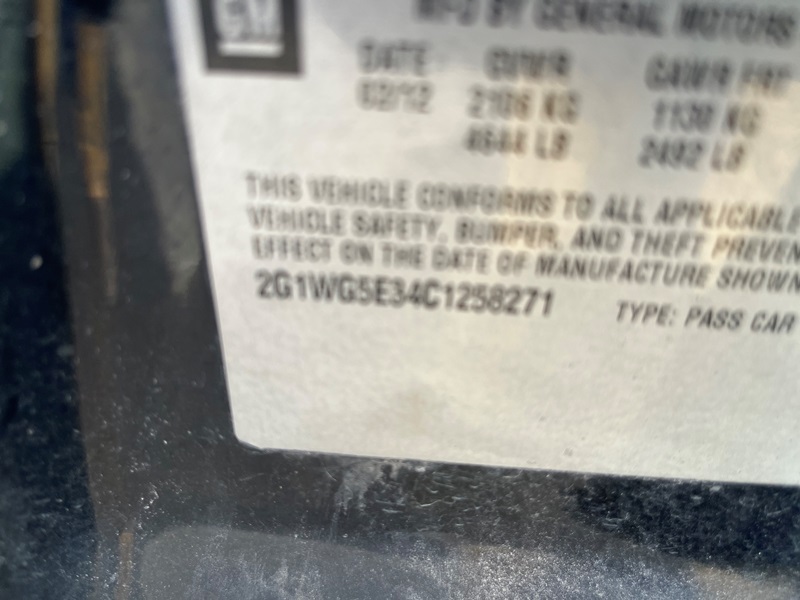 GM
MFD BY GENERAL MOTORS
DATE GVWR GAWR FRT
02/12 2106 KG 1130 KG
4644 LB 2492 LB
THIS VEHICLE CONFORMS TO ALL APPLICABLE
VEHICLE SAFETY, BUMPER, AND THEFT PREVEN
EFFECT ON THE DATE OF MANUFACTURE SHOWN
2G1WG5E34C1258271 TYPE: PASS CAR